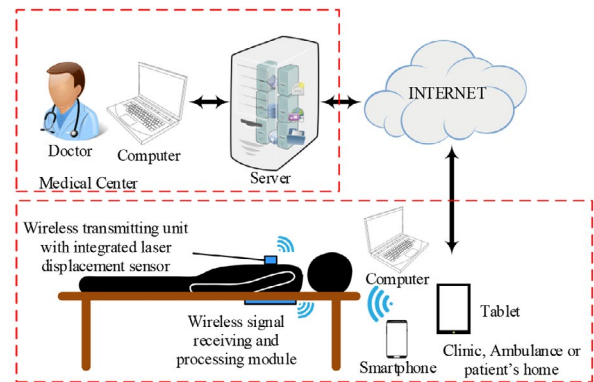 INTERNET
Doctor
Computer
Server
Medical Center
Wireless transmitting unit
with integrated laser
displacement sensor
Computer
Tablet
Wireless signal
receiving and
processing module
Smartphone
Clinic, Ambulance or
patient's home